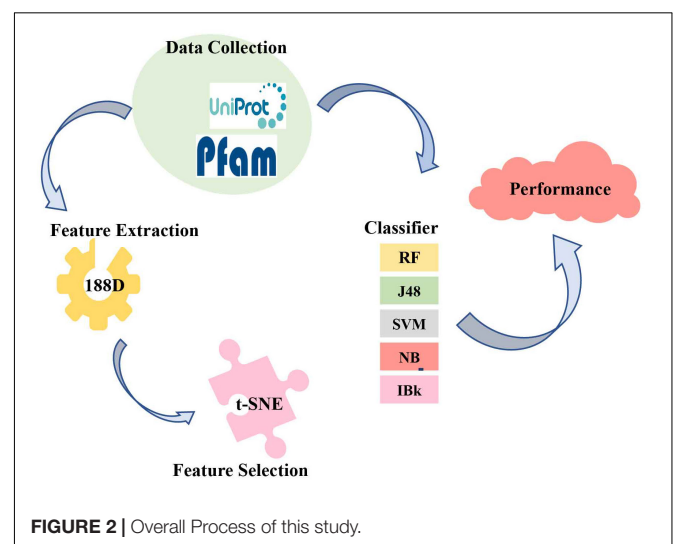 Data Collection
UniProt
Pfam
Feature Extraction
188D
t-SNE
Feature Selection
Classifier
RF
J48
SVM
NB
IBk
Performance
FIGURE 2 | Overall Process of this study.